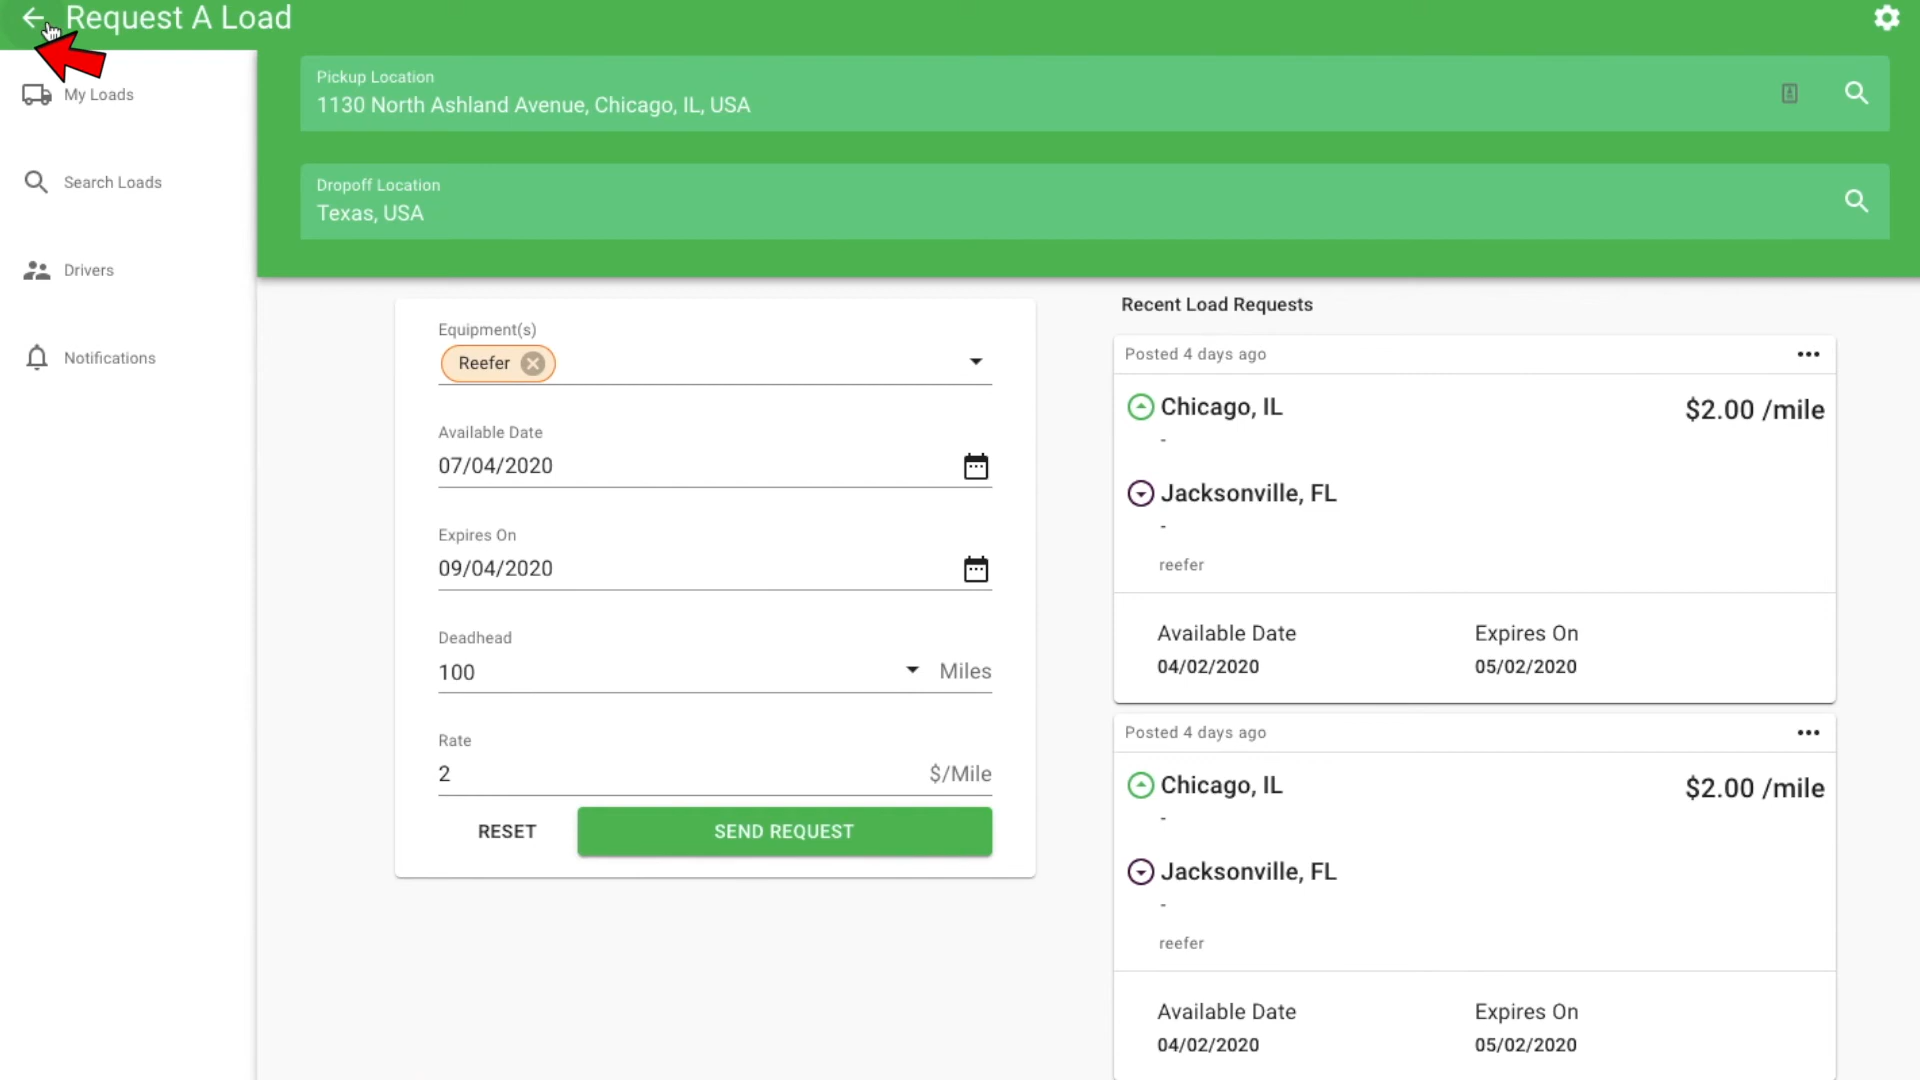 Request A Load
My Loads
Search Loads
Drivers
Notifications
Pickup Location
1130 North Ashland Avenue, Chicago, IL, USA
Dropoff Location
Texas, USA
Equipment(s)
Reefer
Available Date
07/04/2020
Expires On
09/04/2020
Deadhead
100 Miles
Rate
2 $/Mile
RESET SEND REQUEST
Recent Load Requests
Posted 4 days ago
Chicago, IL $2.00 /mile
-
Jacksonville, FL
-
reefer
Available Date Expires On
04/02/2020 05/02/2020
Posted 4 days ago
Chicago, IL $2.00 /mile
-
Jacksonville, FL
-
reefer
Available Date Expires On
04/02/2020 05/02/2020